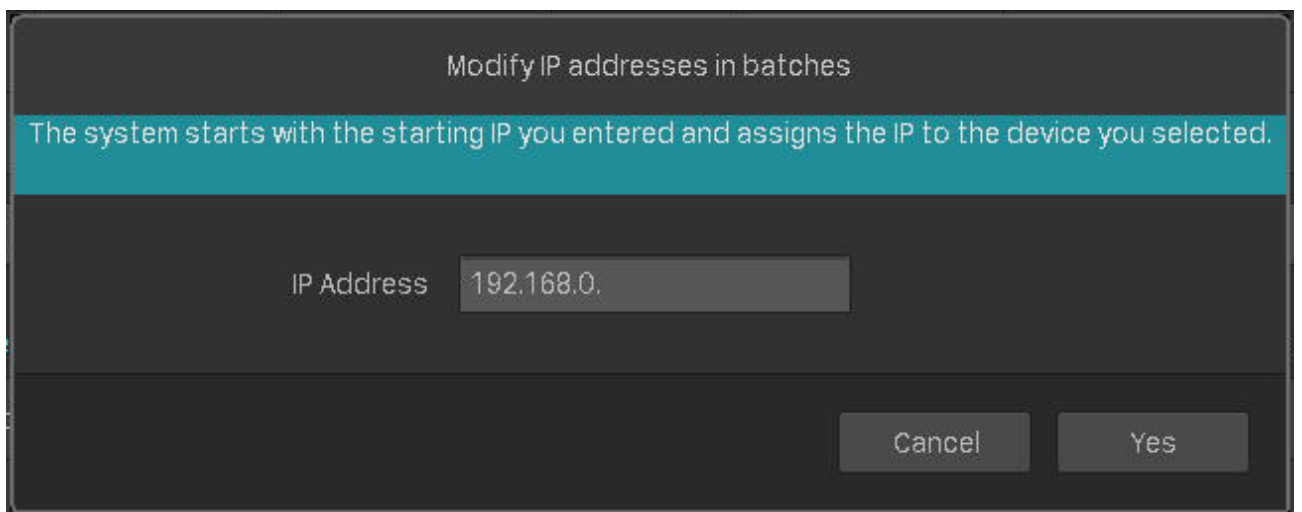 Modify IP addresses in batches
The system starts with the starting IP you entered and assigns the IP to the device you selected.
IP Address 192.168.0.
Cancel Yes